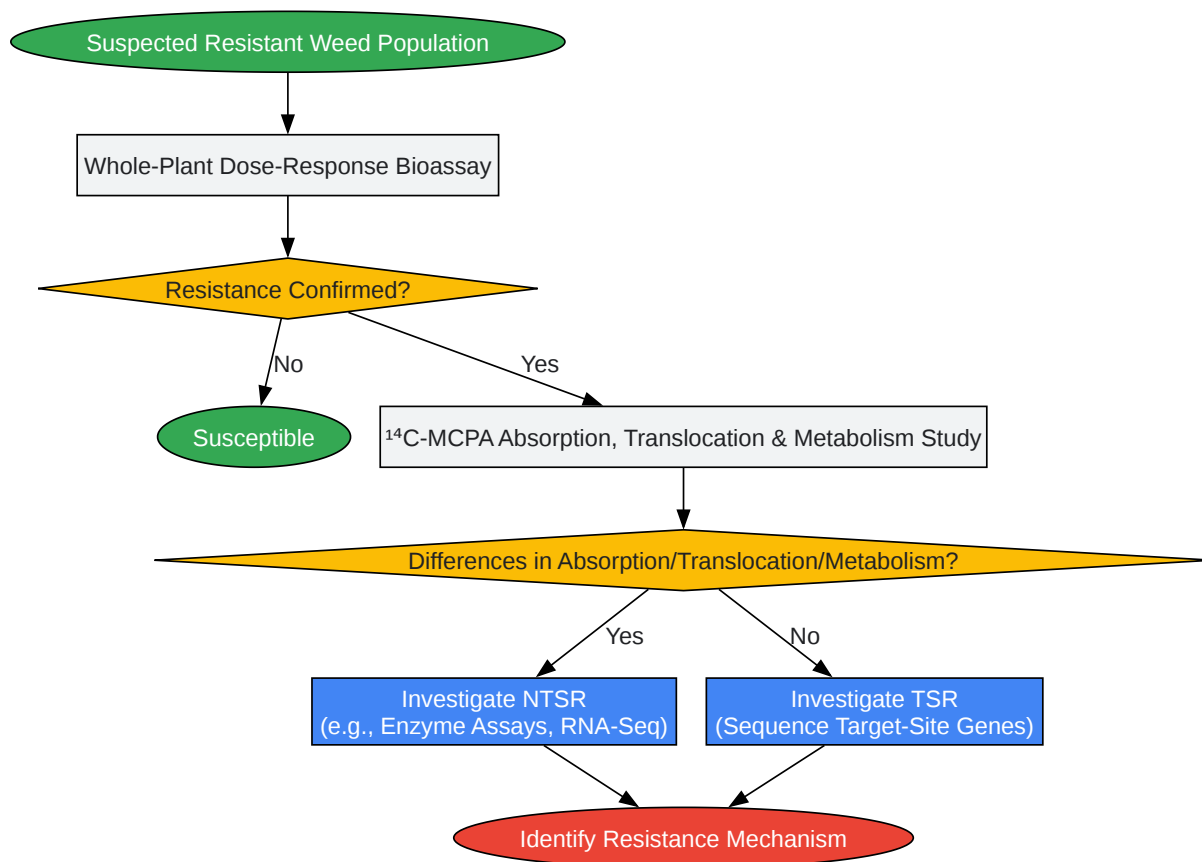 Suspected Resistant Weed Population
Whole-Plant Dose-Response Bioassay
Resistance Confirmed?
No
Yes
Susceptible
¹⁴C-MCPA Absorption, Translocation & Metabolism Study
Differences in Absorption/Translocation/Metabolism?
Yes
No
Investigate NTSR
(e.g., Enzyme Assays, RNA-Seq)
Investigate TSR
(Sequence Target-Site Genes)
Identify Resistance Mechanism